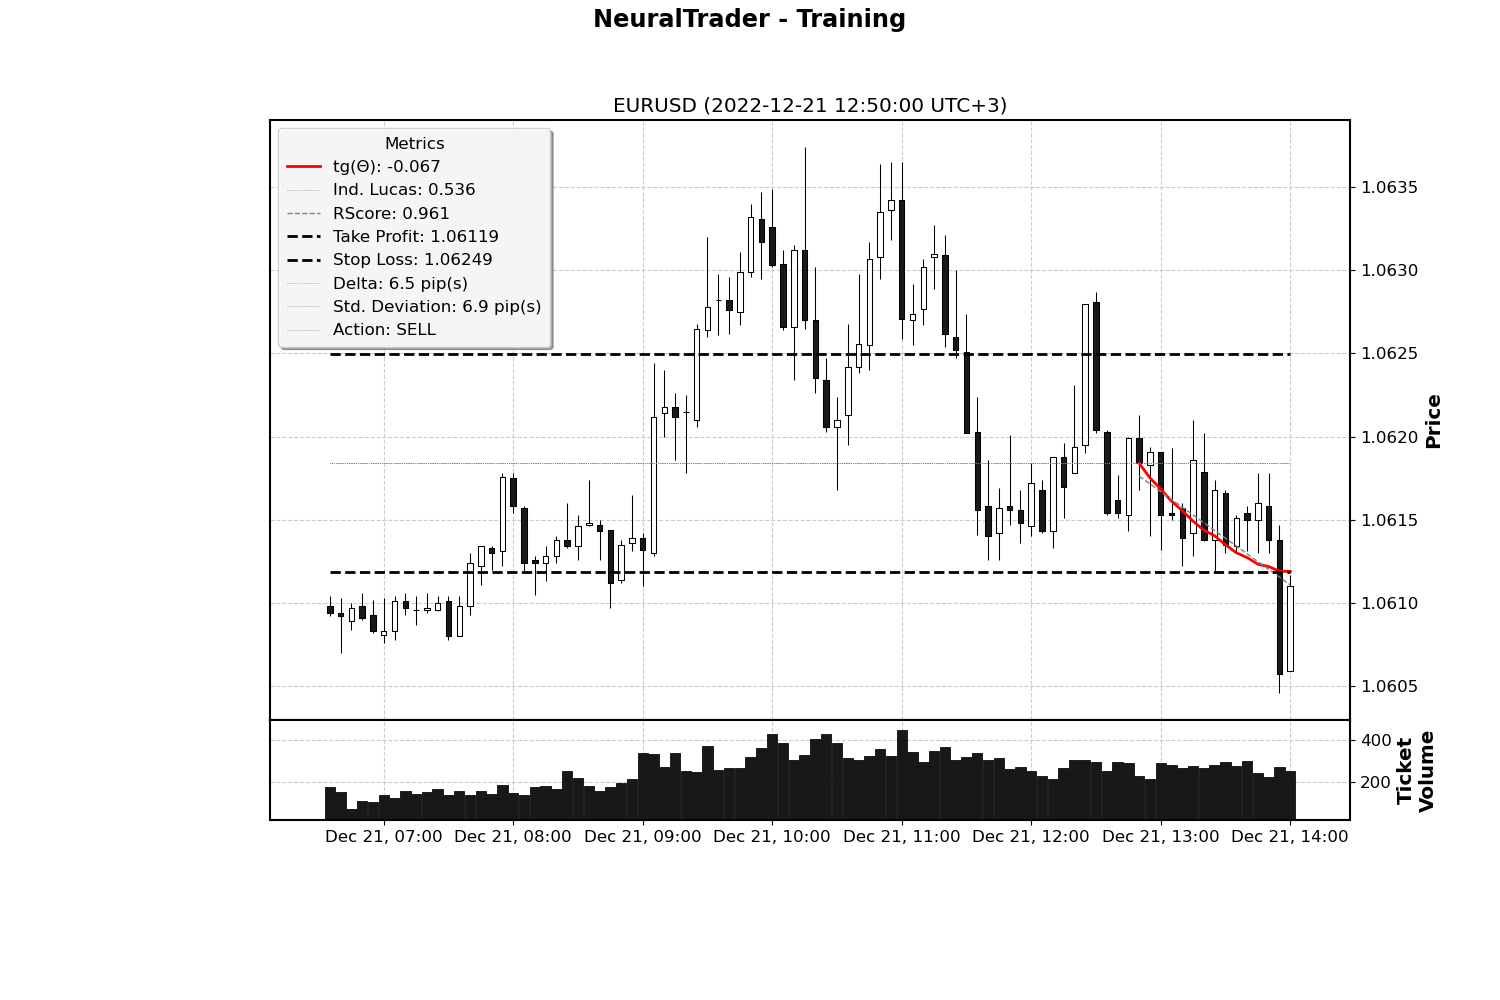 NeuralTrader - Training
EURUSD (2022-12-21 12:50:00 UTC+3)
Metrics
tg(Θ): -0.067
Ind. Lucas: 0.536
RScore: 0.961
Take Profit: 1.06119
Stop Loss: 1.06249
Delta: 6.5 pip(s)
Std. Deviation: 6.9 pip(s)
Action: SELL
1.0635
1.0630
1.0625
1.0620
1.0615
1.0610
1.0605
Price
400
200
Ticket
Volume
Dec 21, 07:00 Dec 21, 08:00 Dec 21, 09:00 Dec 21, 10:00 Dec 21, 11:00 Dec 21, 12:00 Dec 21, 13:00 Dec 21, 14:00